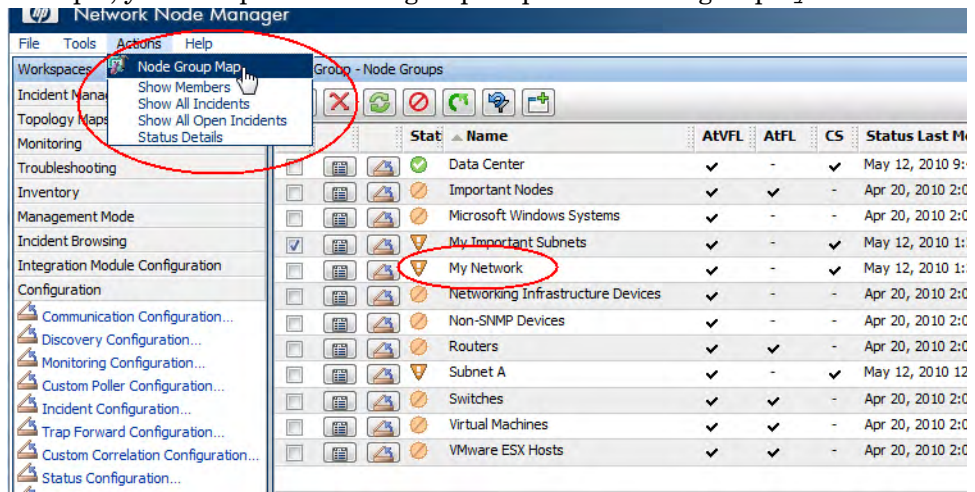 Network Node Manager
File Tools Actions Help
Workspaces
Node Group Map
Group - Node Groups
Show Members
Show All Incidents
Show All Open Incidents
Status Details
Topology Maps
Monitoring
Troubleshooting
Inventory
Management Mode
Incident Browsing
Integration Module Configuration
Configuration
Communication Configuration...
Discovery Configuration...
Monitoring Configuration...
Custom Poller Configuration...
Incident Configuration...
Trap Forward Configuration...
Custom Correlation Configuration...
Status Configuration...
Stat Name AtVFL AtFL CS Status Last Mo
Data Center - May 12, 2010 9:
Important Nodes - Apr 20, 2010 2:0
Microsoft Windows Systems - - Apr 20, 2010 2:0
My Important Subnets - May 12, 2010 1:
My Network - May 12, 2010 1:
Networking Infrastructure Devices - - Apr 20, 2010 2:0
Non-SNMP Devices - - Apr 20, 2010 2:0
Routers - Apr 20, 2010 2:0
Subnet A - May 12, 2010 12
Switches - Apr 20, 2010 2:0
Virtual Machines - Apr 20, 2010 2:0
VMware ESX Hosts - Apr 20, 2010 2:0